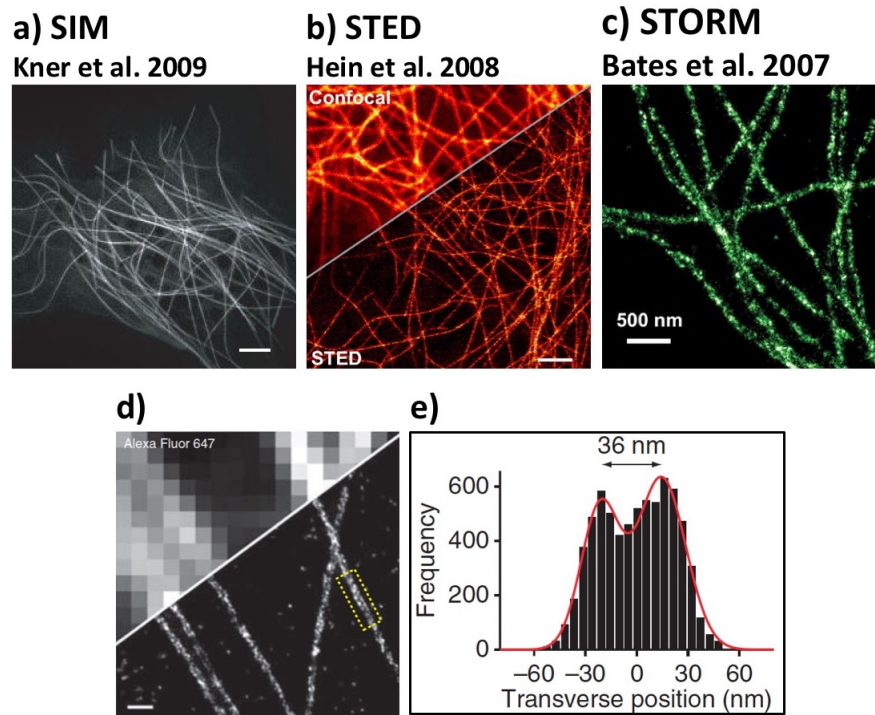 a) SIM
Kner et al. 2009
b) STED
Hein et al. 2008
c) STORM
Bates et al. 2007
Confocal
STED
500 nm
d)
Alexa Fluor 647
e)
36 nm
Frequency
600
400
200
0
−60 −30 0 30 60
Transverse position (nm)